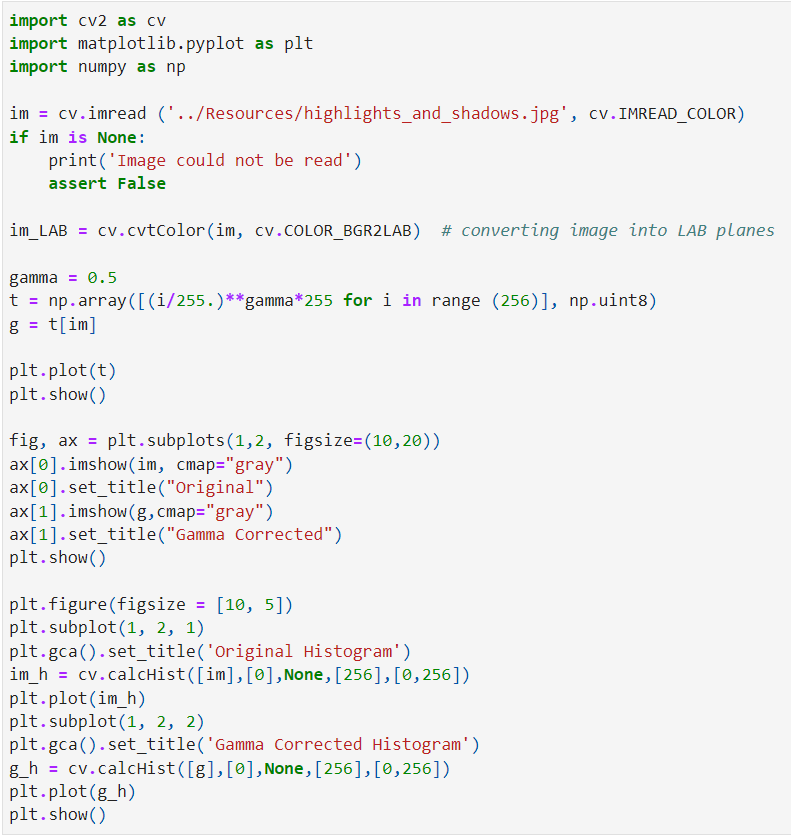 import cv2 as cv
import matplotlib.pyplot as plt
import numpy as np

im = cv.imread ('../Resources/highlights_and_shadows.jpg', cv.IMREAD_COLOR)
if im is None:
    print('Image could not be read')
    assert False

im_LAB = cv.cvtColor(im, cv.COLOR_BGR2LAB)  # converting image into LAB planes

gamma = 0.5
t = np.array([(i/255.)**gamma*255 for i in range (256)], np.uint8)
g = t[im]

plt.plot(t)
plt.show()

fig, ax = plt.subplots(1,2, figsize=(10,20))
ax[0].imshow(im, cmap="gray")
ax[0].set_title("Original")
ax[1].imshow(g,cmap="gray")
ax[1].set_title("Gamma Corrected")
plt.show()

plt.figure(figsize = [10, 5])
plt.subplot(1, 2, 1)
plt.gca().set_title('Original Histogram')
im_h = cv.calcHist([im],[0],None,[256],[0,256])
plt.plot(im_h)
plt.subplot(1, 2, 2)
plt.gca().set_title('Gamma Corrected Histogram')
g_h = cv.calcHist([g],[0],None,[256],[0,256])
plt.plot(g_h)
plt.show()